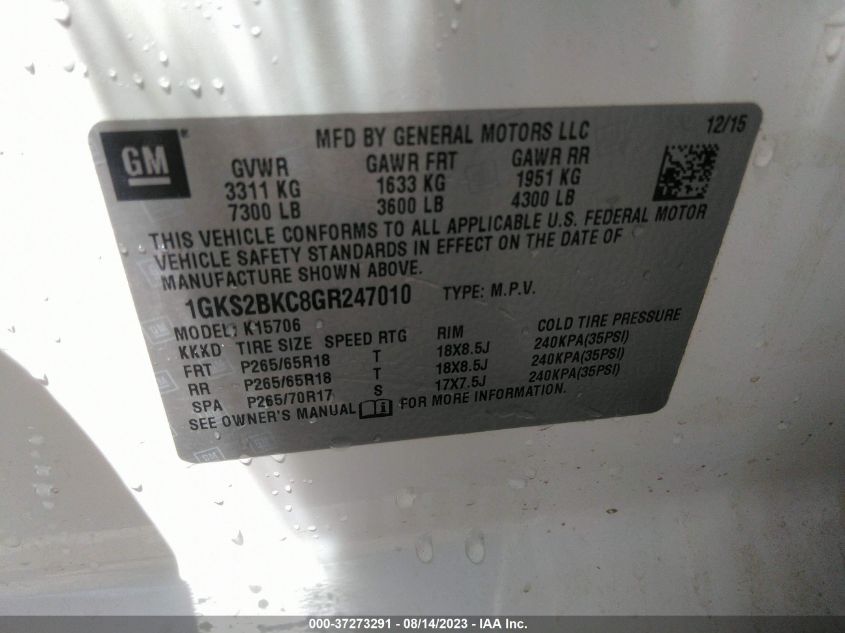 GM
MFD BY GENERAL MOTORS LLC
12/15
GVWR GAWR FRT GAWR RR
3311 KG 1633 KG 1951 KG
7300 LB 3600 LB 4300 LB
THIS VEHICLE CONFORMS TO ALL APPLICABLE U.S. FEDERAL MOTOR
VEHICLE SAFETY STANDARDS IN EFFECT ON THE DATE OF
MANUFACTURE SHOWN ABOVE.
1GKS2BKC8GR247010 TYPE: M.P.V.
MODEL: K15706
KKXD TIRE SIZE SPEED RTG RIM COLD TIRE PRESSURE
FRT P265/65R18 T 18X8.5J 240KPA(35PSI)
RR P265/65R18 T 18X8.5J 240KPA(35PSI)
SPA P265/70R17 S 17X7.5J 240KPA(35PSI)
SEE OWNER'S MANUAL FOR MORE INFORMATION.
000-37273291 - 08/14/2023 - IAA Inc.